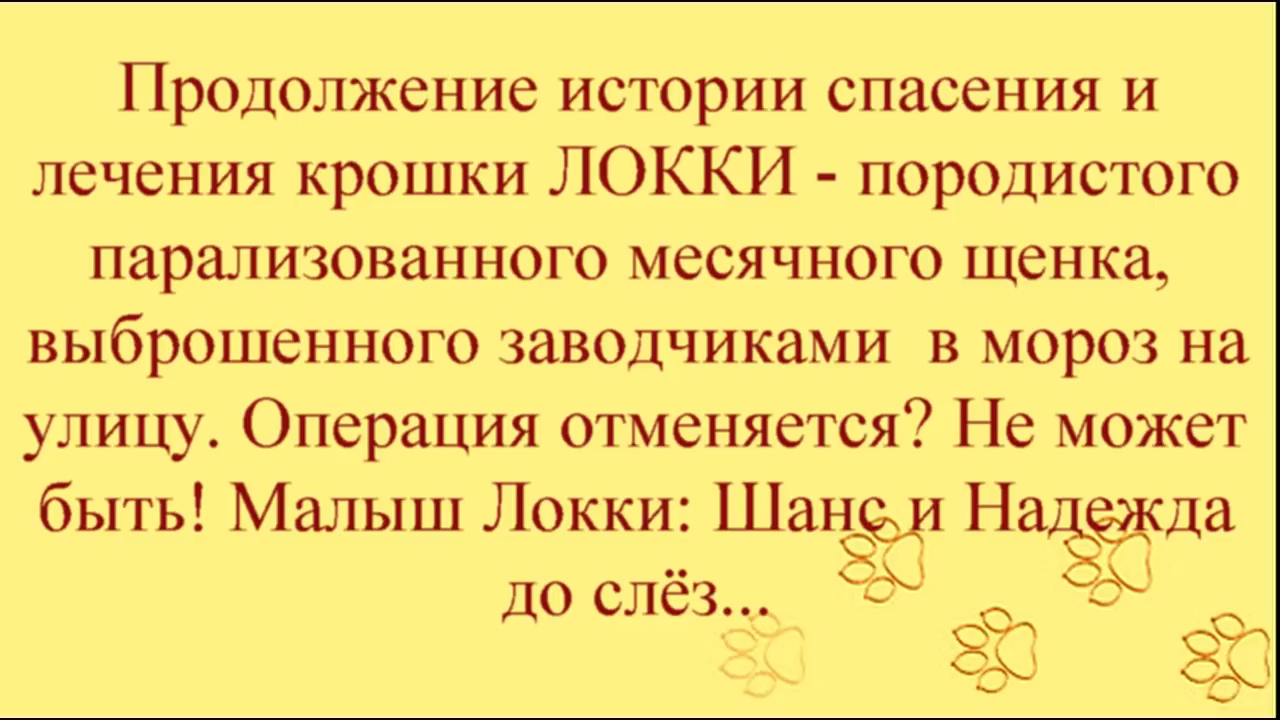 Продолжение истории спасения и
лечения крошки ЛОККИ - породистого
парализованного месячного щенка,
выброшенного заводчиками в мороз на
улицу. Операция отменяется? Не может
быть! Малыш Локки: Шанс и Надежда
до слёз...